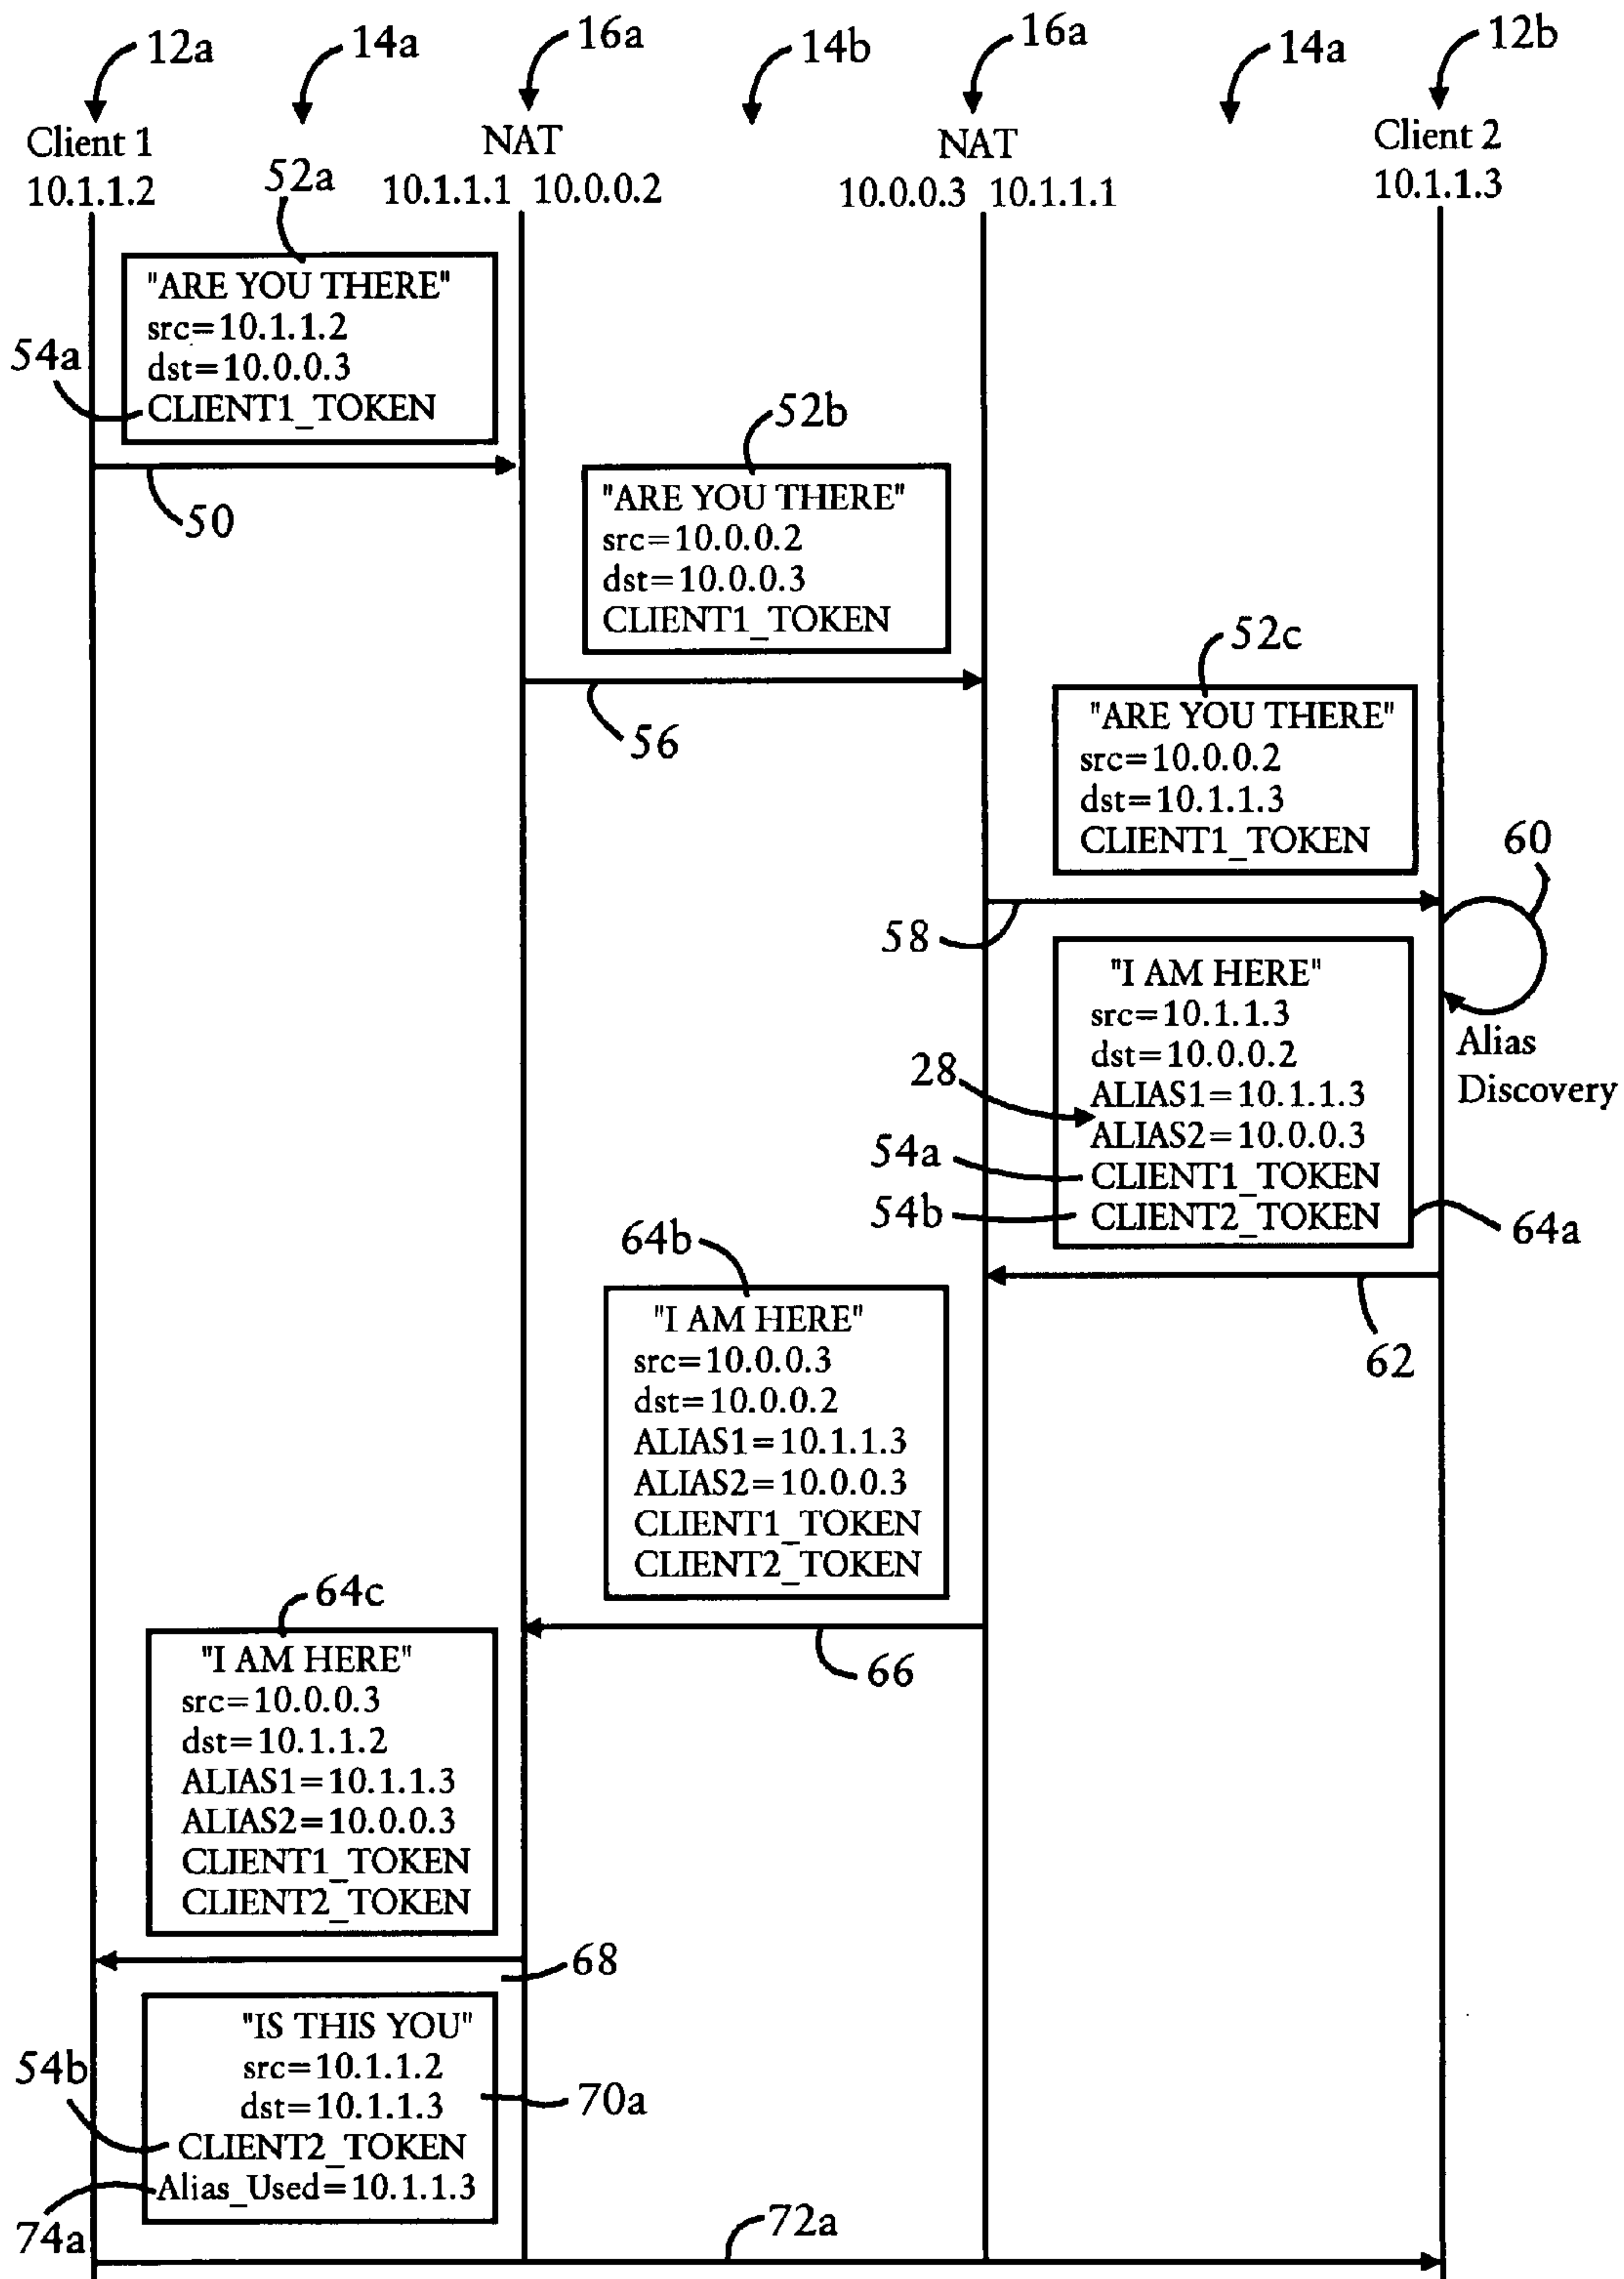 12a
14a
16a
14b
16a
14a
12b
Client 1
10.1.1.2
NAT
10.1.1.1 10.0.0.2
NAT
10.0.0.3 10.1.1.1
Client 2
10.1.1.3
52a
"ARE YOU THERE"
src=10.1.1.2
dst=10.0.0.3
CLIENT1_TOKEN
54a
50
52b
"ARE YOU THERE"
src=10.0.0.2
dst=10.0.0.3
CLIENT1_TOKEN
56
52c
"ARE YOU THERE"
src=10.0.0.2
dst=10.1.1.3
CLIENT1_TOKEN
58
60
Alias
Discovery
"I AM HERE"
src=10.1.1.3
dst=10.0.0.2
ALIAS1=10.1.1.3
ALIAS2=10.0.0.3
CLIENT1_TOKEN
CLIENT2_TOKEN
28
54a
54b
64a
62
64b
"I AM HERE"
src=10.0.0.3
dst=10.0.0.2
ALIAS1=10.1.1.3
ALIAS2=10.0.0.3
CLIENT1_TOKEN
CLIENT2_TOKEN
66
64c
"I AM HERE"
src=10.0.0.3
dst=10.1.1.2
ALIAS1=10.1.1.3
ALIAS2=10.0.0.3
CLIENT1_TOKEN
CLIENT2_TOKEN
68
"IS THIS YOU"
src=10.1.1.2
dst=10.1.1.3
CLIENT2_TOKEN
Alias_Used=10.1.1.3
54b
70a
74a
72a